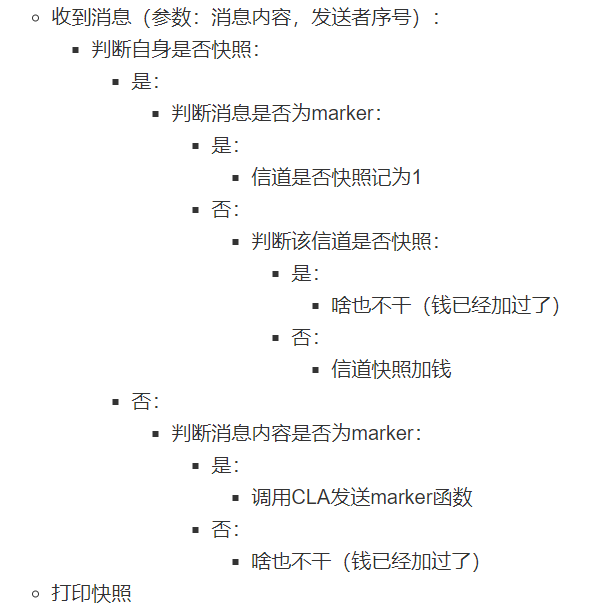 收到消息（参数：消息内容，发送者序号）：
判断自身是否快照：
是：
判断消息是否为marker：
是：
信道是否快照记为1
否：
判断该信道是否快照：
是：
啥也不干（钱已经加过了）
否：
信道快照加钱
否：
判断消息内容是否为marker：
是：
调用CLA发送marker函数
否：
啥也不干（钱已经加过了）
打印快照